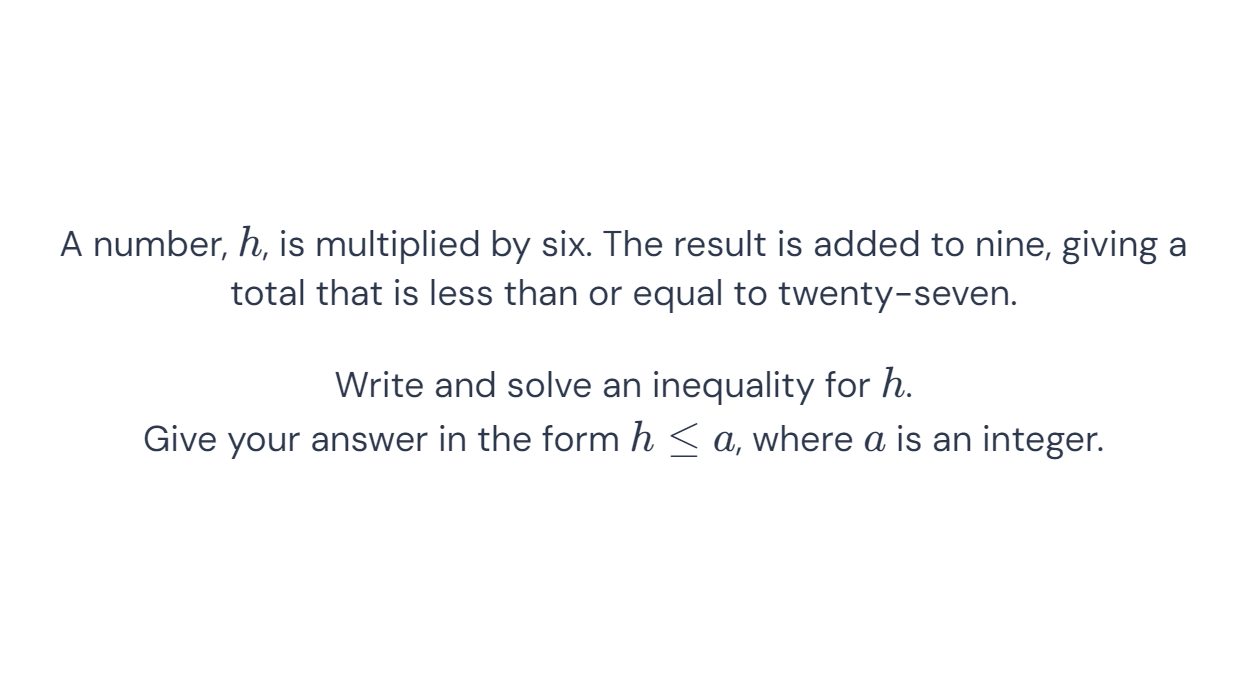 A number, h, is multiplied by six. The result is added to nine, giving a
total that is less than or equal to twenty-seven.
Write and solve an inequality for h.
Give your answer in the form h ≤ a, where a is an integer.